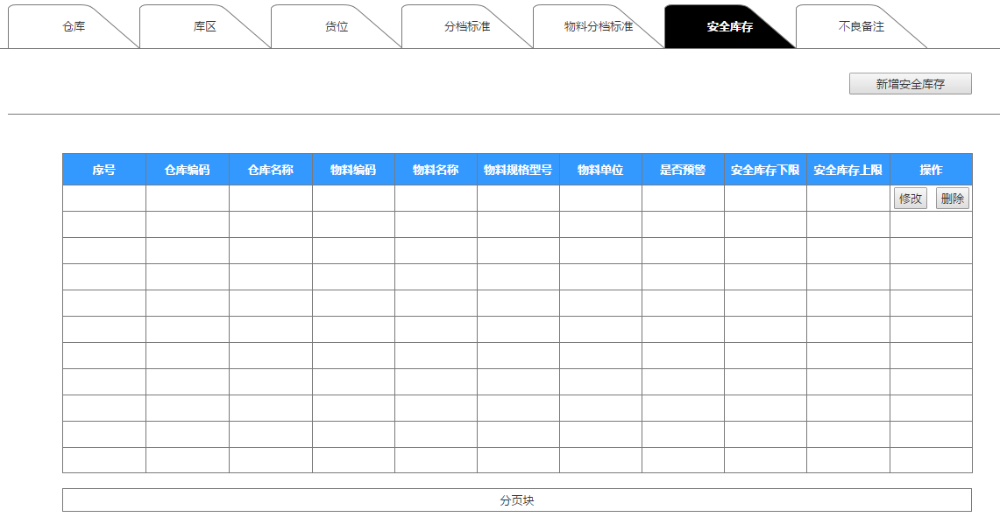 仓库 库区 货位 分档标准 物料分档标准 安全库存 不良备注
新增安全库存
序号 仓库编码 仓库名称 物料编码 物料名称 物料规格型号 物料单位 是否预警 安全库存下限 安全库存上限 操作
修改 删除
分页块